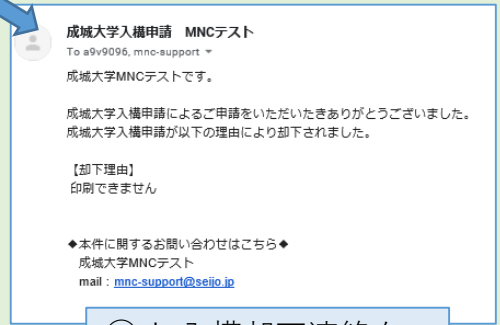 成城大学入構申請　MNCテスト
To a9v9096, mnc-support
成城大学MNCテストです。
成城大学入構申請によるご申請をいただいたきありがとうございました。
成城大学入構申請が以下の理由により却下されました。
【却下理由】
印刷できません
◆本件に関するお問い合わせはこちら◆
成城大学MNCテスト
mail：mnc-support@seijo.jp